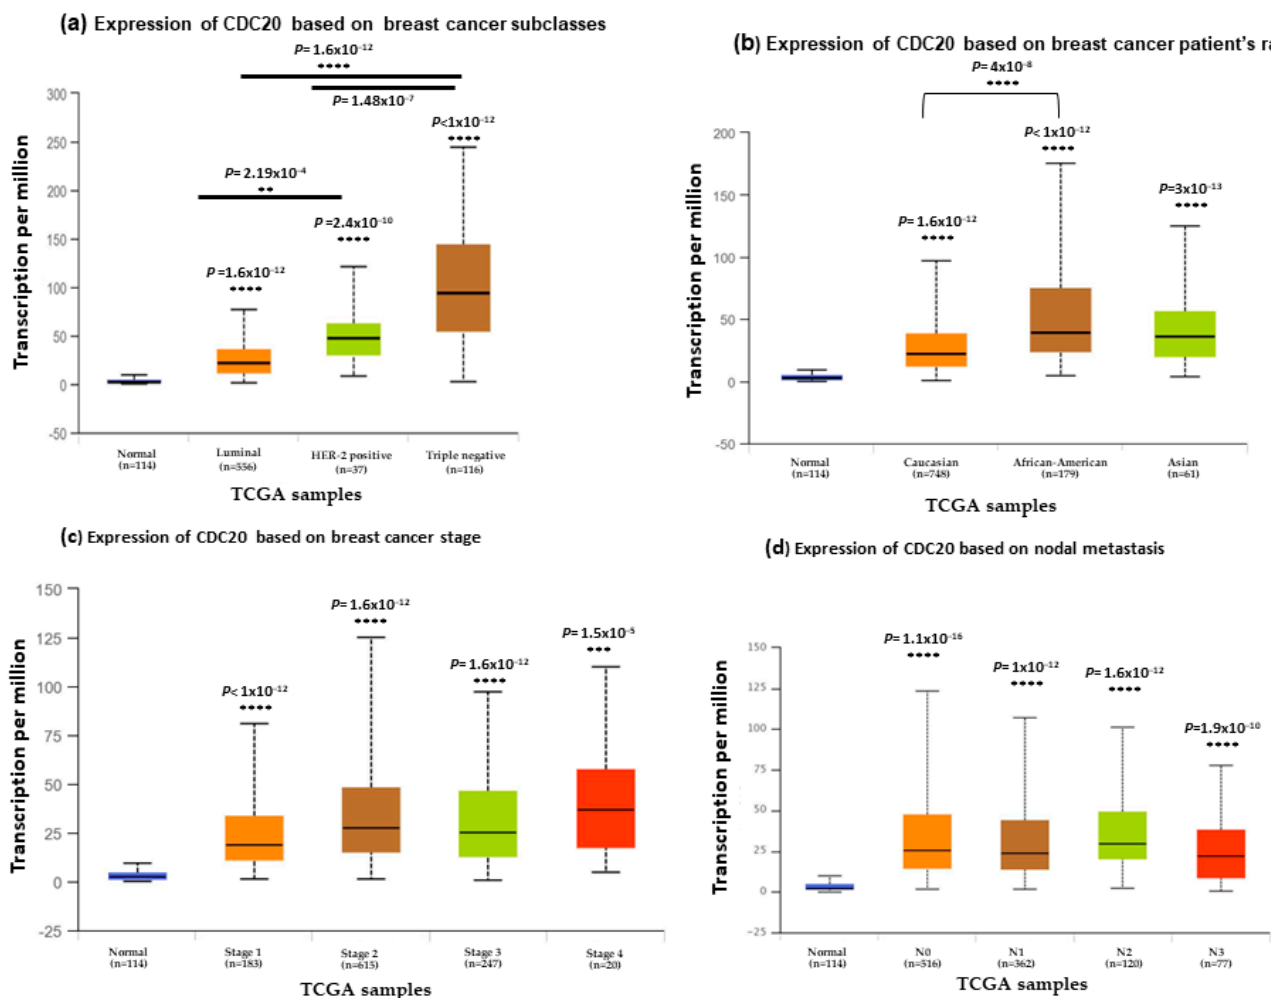 (a) Expression of CDC20 based on breast cancer subclasses
P= 1.6x10⁻¹²
****
P= 1.48x10⁻⁷
P<1x10⁻¹²
****
P= 2.19x10⁻⁴
**
P=2.4x10⁻¹⁰
****
P=1.6x10⁻¹²
****
Transcription per million
300
250
200
150
100
50
0
-50
Normal
(n=114)
Luminal
(n=556)
HER-2 positive
(n=37)
Triple negative
(n=116)
TCGA samples
(b) Expression of CDC20 based on breast cancer patient's ra
P= 4x10⁻⁸
****
P< 1x10⁻¹²
****
P=3x10⁻¹³
****
P= 1.6x10⁻¹²
****
Transcription per million
200
150
100
50
0
-50
Normal
(n=114)
Caucasian
(n=748)
African-American
(n=179)
Asian
(n=61)
TCGA samples
(c) Expression of CDC20 based on breast cancer stage
P= 1.6x10⁻¹²
****
P= 1.5x10⁻⁵
***
P= 1.6x10⁻¹²
****
P< 1x10⁻¹²
****
Transcription per million
150
125
100
75
50
25
0
-25
Normal
(n=114)
Stage 1
(n=183)
Stage 2
(n=615)
Stage 3
(n=247)
Stage 4
(n=20)
TCGA samples
(d) Expression of CDC20 based on nodal metastasis
P= 1.1x10⁻¹⁶
****
P= 1x10⁻¹²
****
P= 1.6x10⁻¹²
****
P=1.9x10⁻¹⁰
****
Transcription per million
150
125
100
75
50
25
0
-25
Normal
(n=114)
N0
(n=516)
N1
(n=362)
N2
(n=120)
N3
(n=77)
TCGA samples